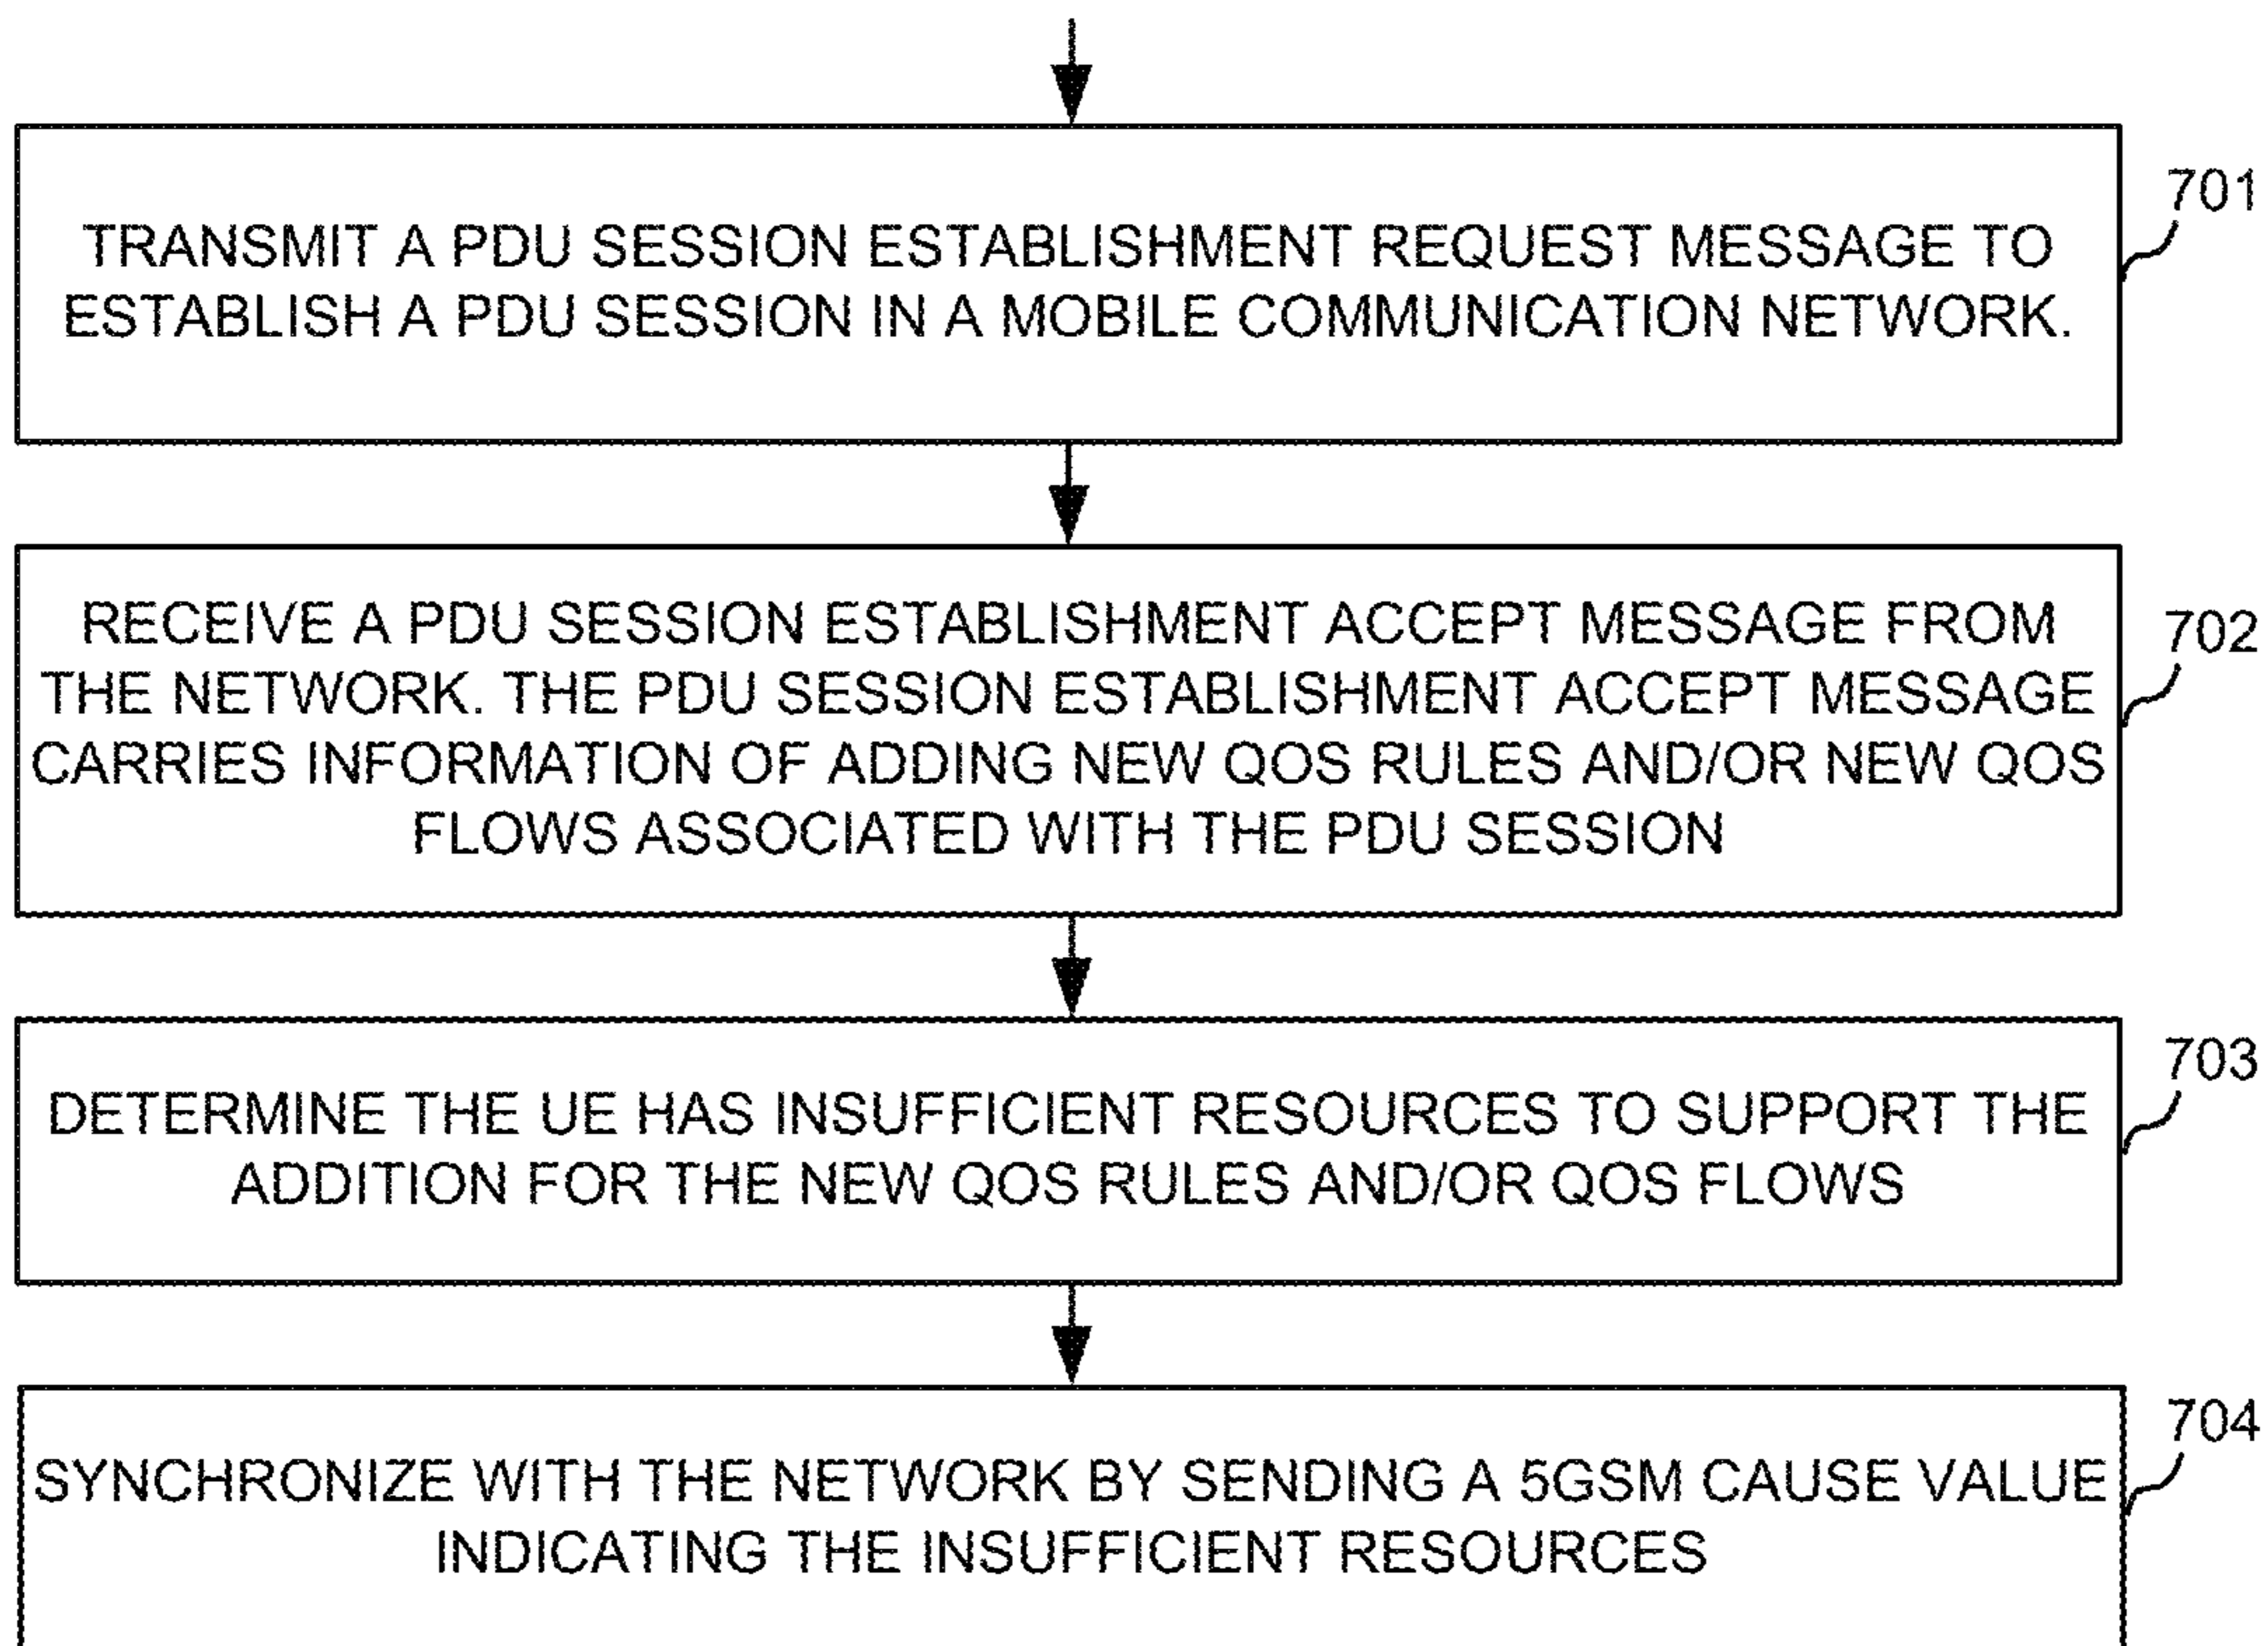 701
TRANSMIT A PDU SESSION ESTABLISHMENT REQUEST MESSAGE TO
ESTABLISH A PDU SESSION IN A MOBILE COMMUNICATION NETWORK.
702
RECEIVE A PDU SESSION ESTABLISHMENT ACCEPT MESSAGE FROM
THE NETWORK. THE PDU SESSION ESTABLISHMENT ACCEPT MESSAGE
CARRIES INFORMATION OF ADDING NEW QOS RULES AND/OR NEW QOS
FLOWS ASSOCIATED WITH THE PDU SESSION
703
DETERMINE THE UE HAS INSUFFICIENT RESOURCES TO SUPPORT THE
ADDITION FOR THE NEW QOS RULES AND/OR QOS FLOWS
704
SYNCHRONIZE WITH THE NETWORK BY SENDING A 5GSM CAUSE VALUE
INDICATING THE INSUFFICIENT RESOURCES